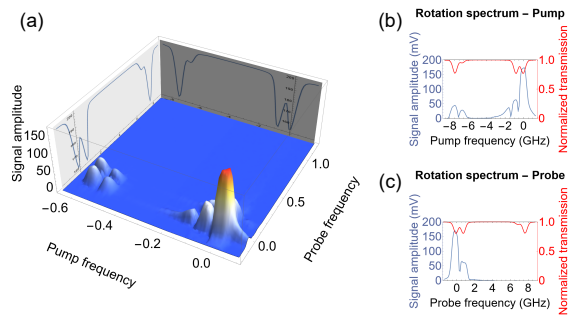 (a)
Signal amplitude
150
100
50
0
−0.6
−0.4
−0.2
0.0
Pump frequency
0.0
0.5
1.0
Probe frequency
(b)
Rotation spectrum – Pump
Signal amplitude (mV)
200
150
100
50
0
1.0
0.5
0
Normalized transmission
−8 −6 −4 −2 0
Pump frequency (GHz)
(c)
Rotation spectrum – Probe
Signal amplitude (mV)
200
150
100
50
0
1.0
0.5
0
Normalized transmission
0 2 4 6 8
Probe frequency (GHz)